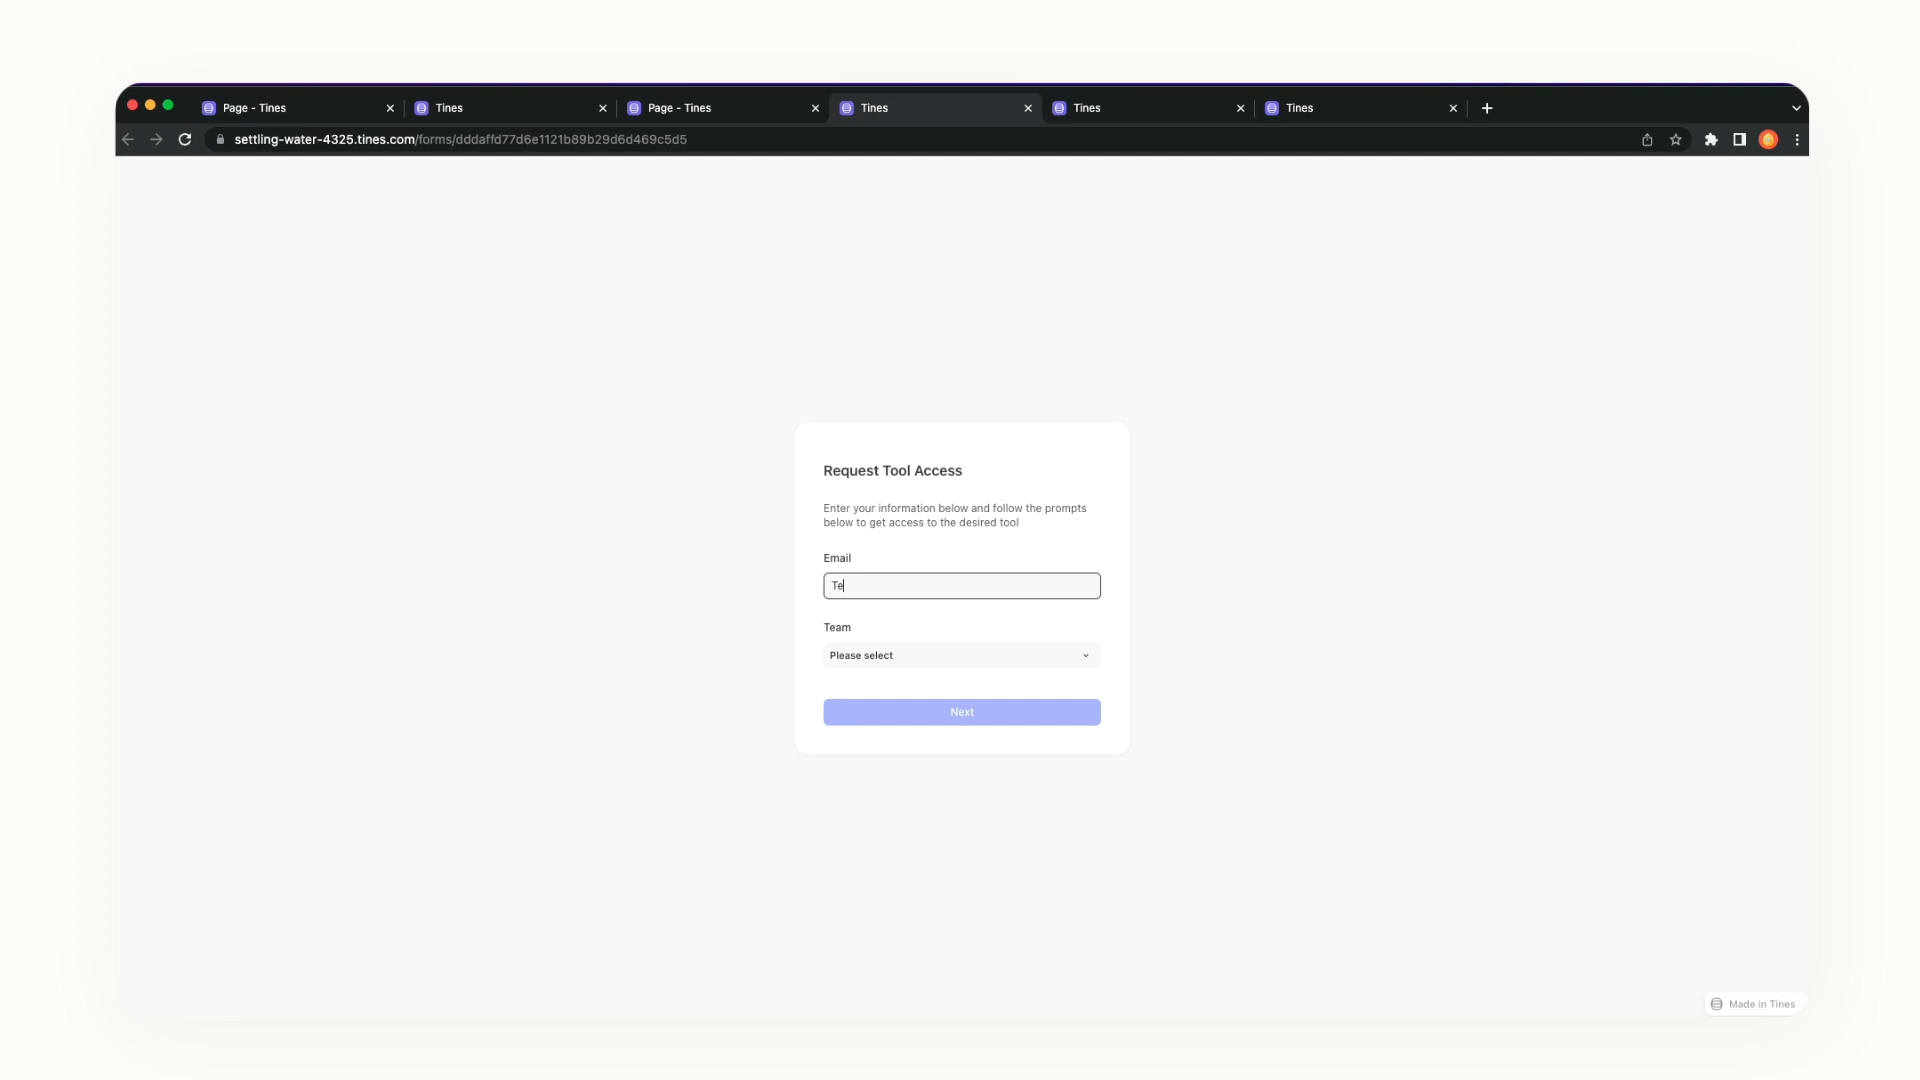 Page - Tines
Tines
Page - Tines
Tines
Tines
Tines
settling-water-4325.tines.com/forms/dddaffd77d6e1121b89b29d6d469c5d5
Request Tool Access
Enter your information below and follow the prompts
below to get access to the desired tool
Email
Te
Team
Please select
Next
Made in Tines